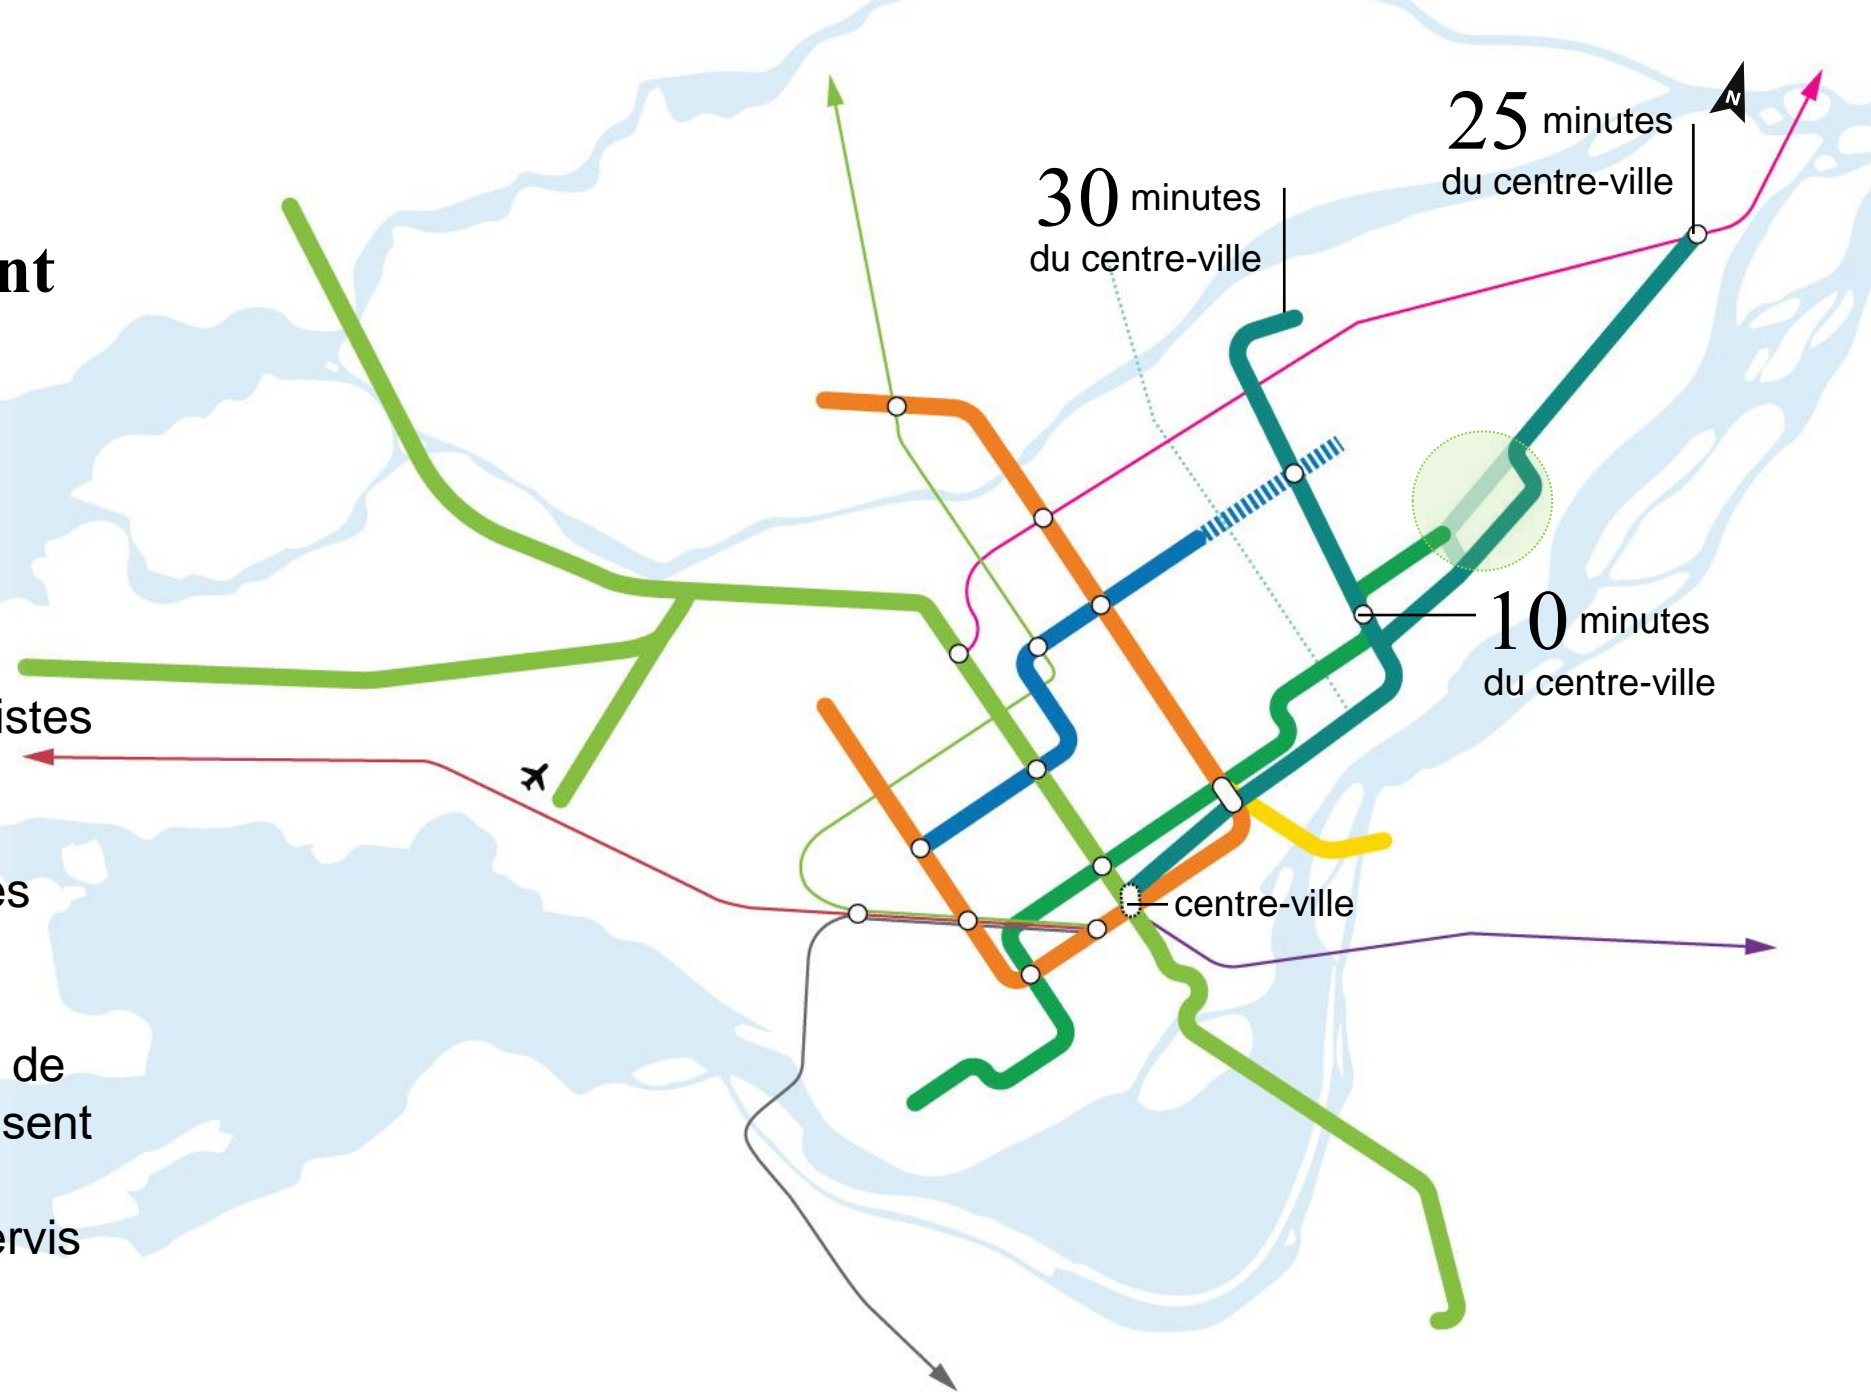 25 minutes
du centre-ville
N
30 minutes
du centre-ville
nt
10 minutes
du centre-ville
istes
es
centre-ville
de
sent
ervis